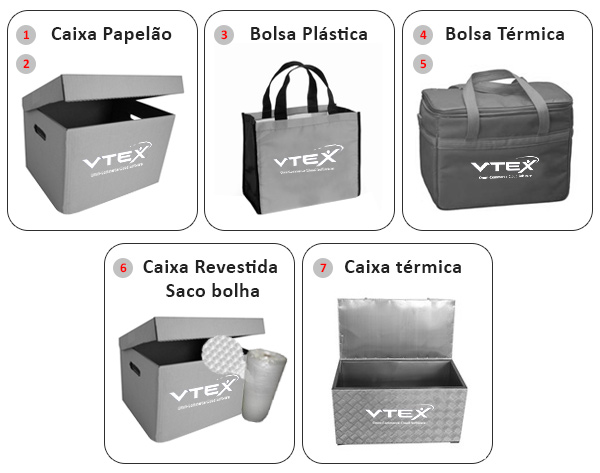 1 Caixa Papelão
2
VTEX
3 Bolsa Plástica
VTEX
4 Bolsa Térmica
5
VTEX
6 Caixa Revestida
Saco bolha
VTEX
7 Caixa térmica
VTEX